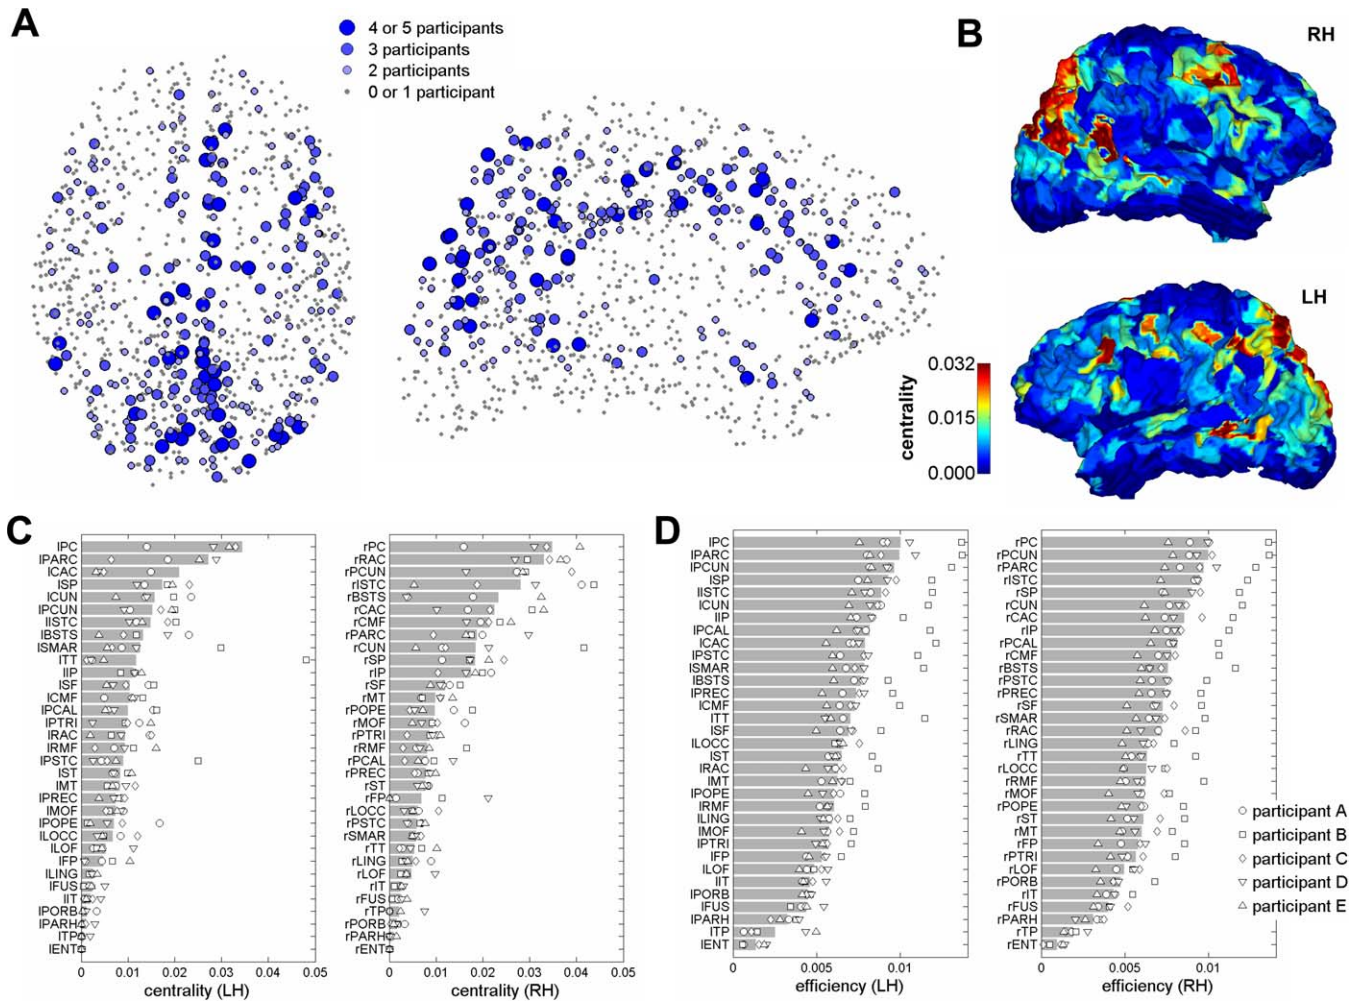 A
4 or 5 participants
3 participants
2 participants
0 or 1 participant
B
RH
LH
centrality
0.032
0.015
0.000
C
lPC
lPARC
lCAC
lSP
lCUN
lPCUN
lISTC
lBSTS
lSMAR
lTT
lIP
lSF
lCMF
lPCAL
lPTRI
lRAC
lRMF
lPSTC
lST
lMT
lPREC
lMOF
lPOPE
lLOCC
lLOF
lFP
lLING
lFUS
lIT
lPORB
lPARH
lTP
lENT
0 0.01 0.02 0.03 0.04 0.05
centrality (LH)
rPC
rRAC
rPCUN
rISTC
rBSTS
rCAC
rCMF
rPARC
rCUN
rSP
rIP
rSF
rMT
rPOPE
rMOF
rPTRI
rRMF
rPCAL
rPREC
rST
rFP
rLOCC
rPSTC
rSMAR
rTT
rLING
rLOF
rIT
rFUS
rTP
rPORB
rPARH
rENT
0 0.01 0.02 0.03 0.04 0.05
centrality (RH)
D
lPC
lPARC
lPCUN
lSP
lISTC
lCUN
lIP
lPCAL
lCAC
lPSTC
lSMAR
lBSTS
lPREC
lCMF
lTT
lSF
lLOCC
lST
lRAC
lMT
lPOPE
lRMF
lLING
lMOF
lPTRI
lFP
lLOF
lIT
lPORB
lFUS
lPARH
lTP
lENT
0 0.005 0.01
efficiency (LH)
rPC
rPCUN
rPARC
rISTC
rSP
rCUN
rCAC
rIP
rPCAL
rCMF
rBSTS
rPSTC
rPREC
rSF
rSMAR
rRAC
rLING
rTT
rLOCC
rRMF
rMOF
rPOPE
rST
rMT
rFP
rPTRI
rLOF
rPORB
rIT
rFUS
rPARH
rTP
rENT
0 0.005 0.01
efficiency (RH)
participant A
participant B
participant C
participant D
participant E